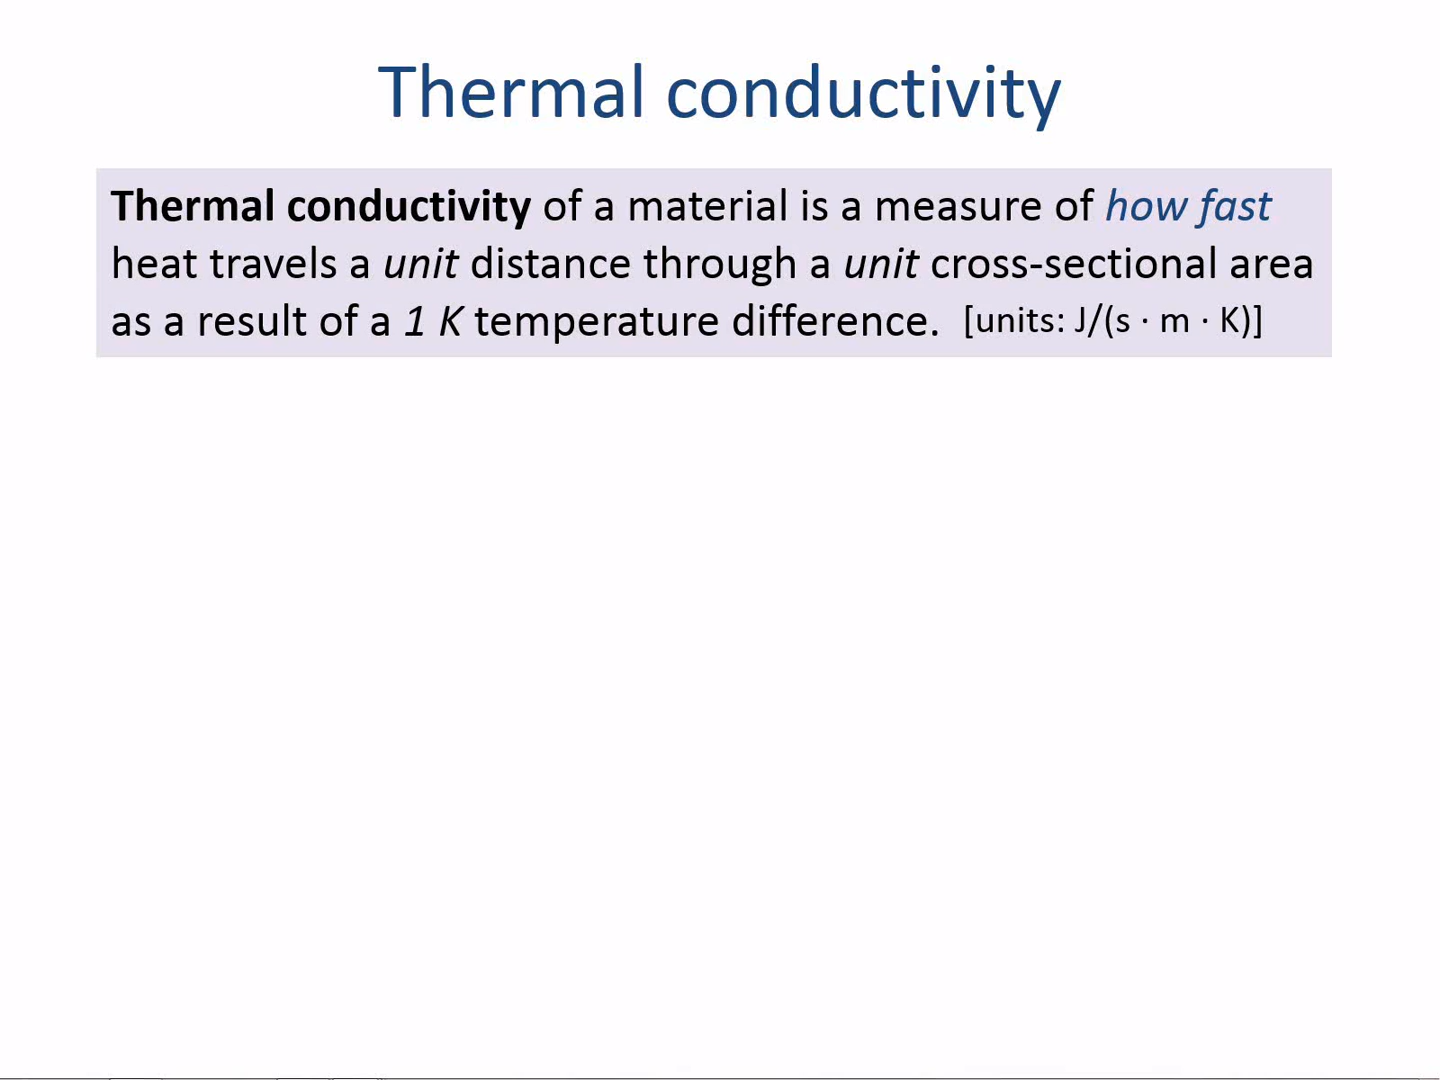 Thermal conductivity
Thermal conductivity of a material is a measure of how fast
heat travels a unit distance through a unit cross-sectional area
as a result of a 1 K temperature difference. [units: J/(s · m · K)]